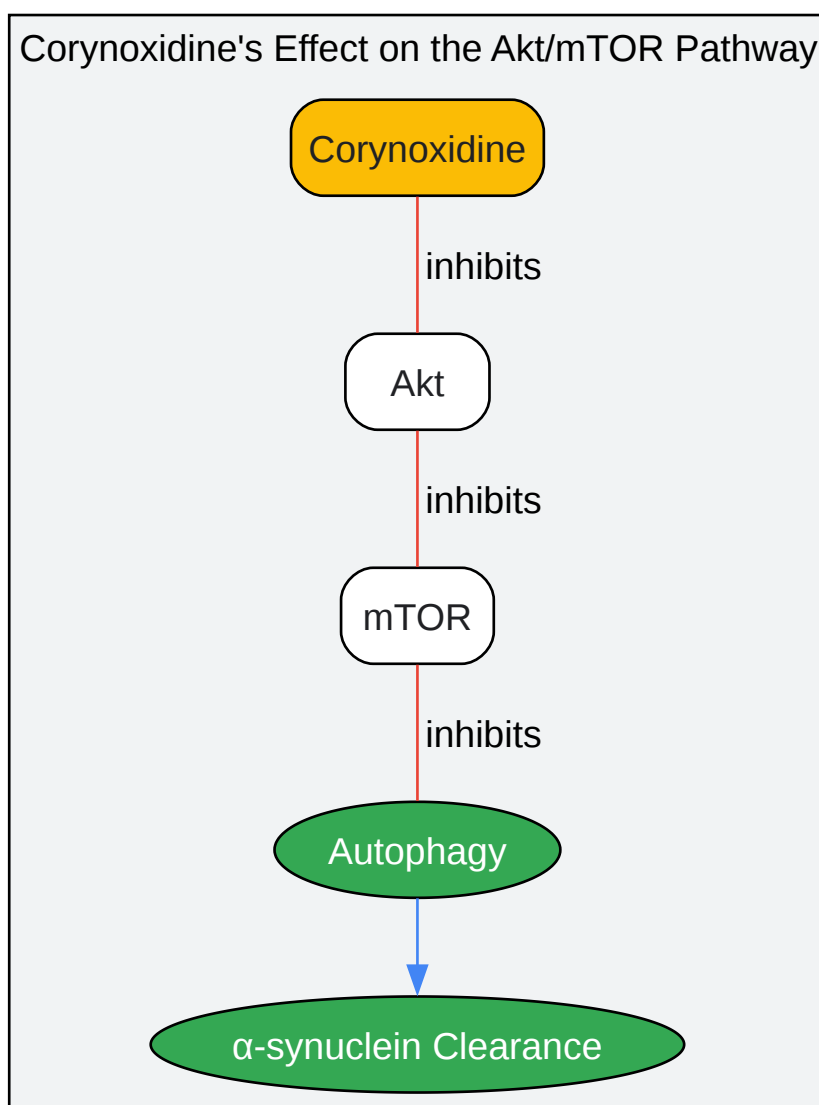 Corynoxidine's Effect on the Akt/mTOR Pathway
Corynoxidine
inhibits
Akt
inhibits
mTOR
inhibits
Autophagy
α-synuclein Clearance